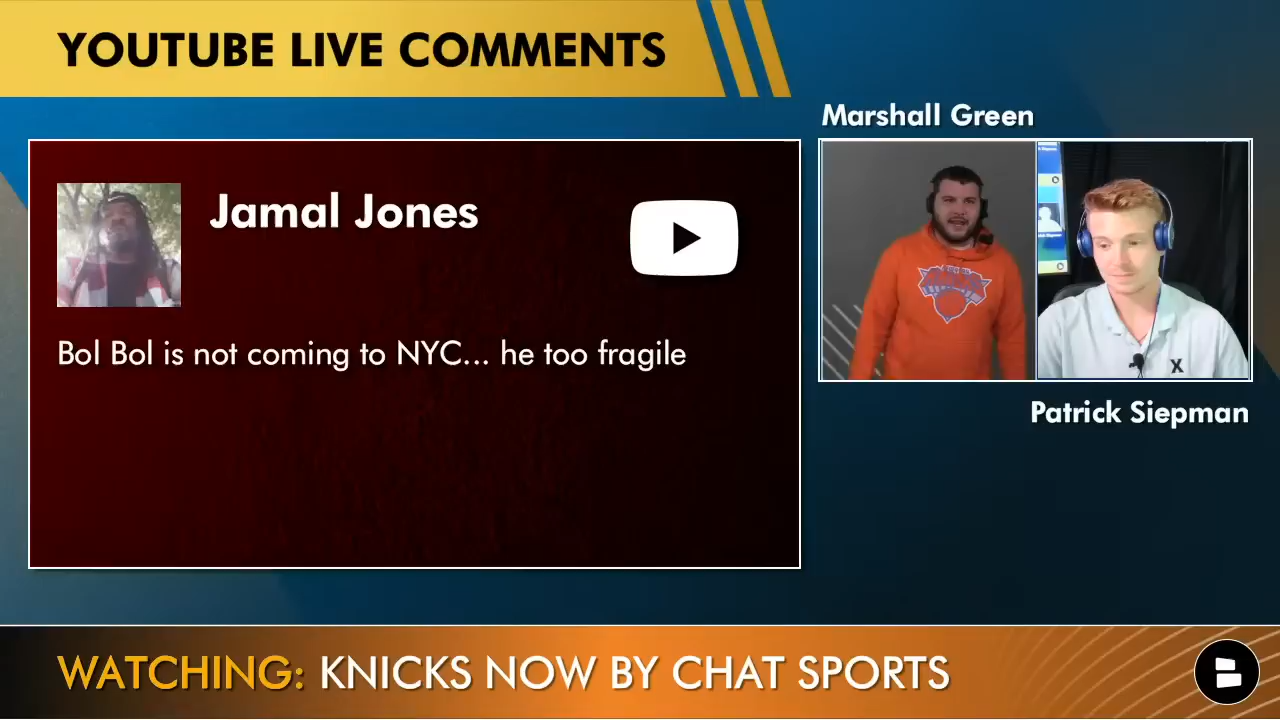 YOUTUBE LIVE COMMENTS
Marshall Green
Jamal Jones
Bol Bol is not coming to NYC... he too fragile
X
Patrick Siepman
WATCHING: KNICKS NOW BY CHAT SPORTS